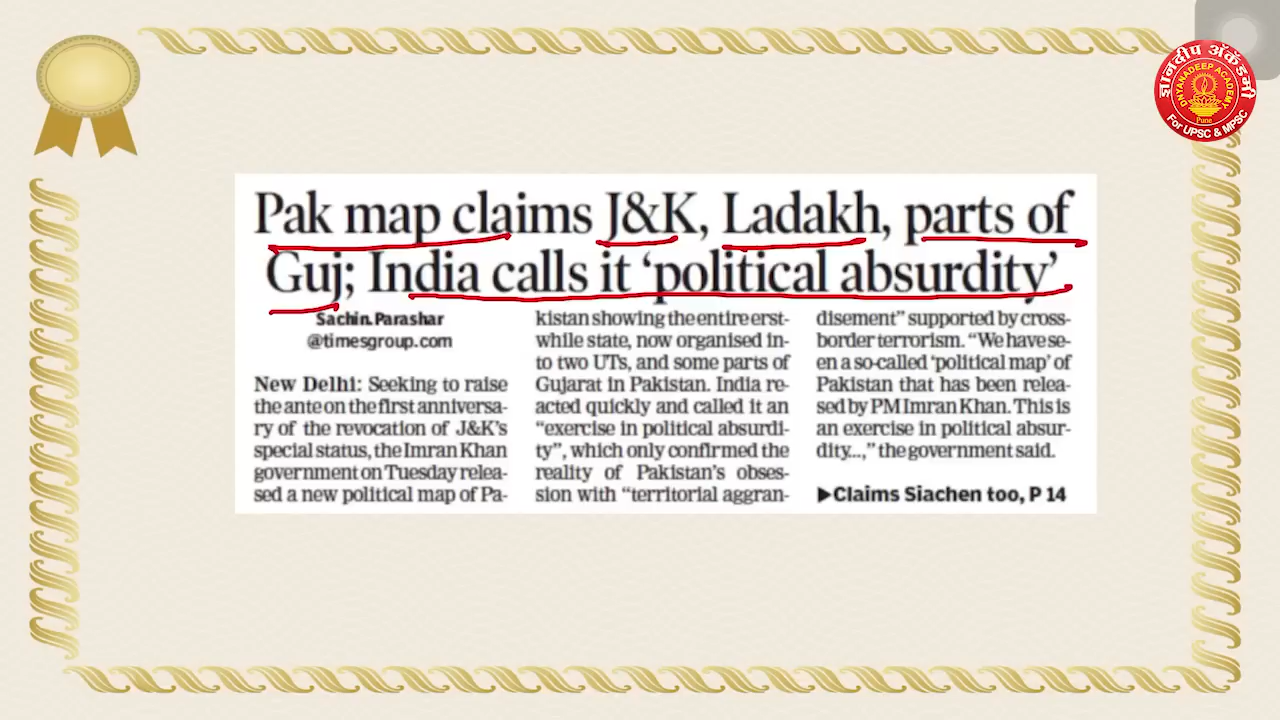 ज्ञानदीप अॅकॅडमी
DNYANADEEP ACADEMY
Pune
For UPSC & MPSC
Pak map claims J&K, Ladakh, parts of
Guj; India calls it ‘political absurdity’
Sachin.Parashar
@timesgroup.com
New Delhi: Seeking to raise
the ante on the first anniversa-
ry of the revocation of J&K’s
special status, the Imran Khan
government on Tuesday relea-
sed a new political map of Pa-
kistan showing the entire erst-
while state, now organised in-
to two UTs, and some parts of
Gujarat in Pakistan. India re-
acted quickly and called it an
“exercise in political absurdi-
ty”, which only confirmed the
reality of Pakistan’s obses-
sion with “territorial aggran-
disement” supported by cross-
border terrorism. “We have se-
en a so-called ‘political map’ of
Pakistan that has been relea-
sed by PM Imran Khan. This is
an exercise in political absur-
dity...,” the government said.
▶Claims Siachen too, P 14